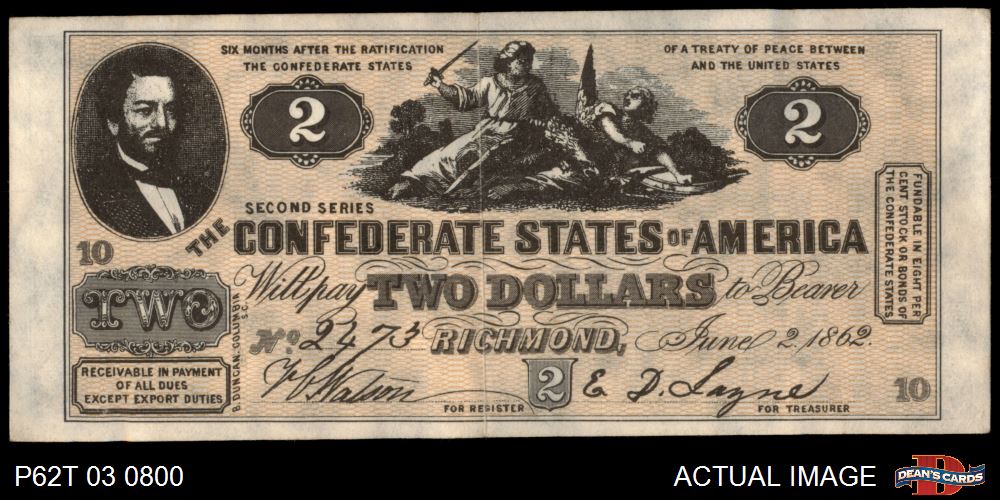 SIX MONTHS AFTER THE RATIFICATION
THE CONFEDERATE STATES
OF A TREATY OF PEACE BETWEEN
AND THE UNITED STATES
2
2
SECOND SERIES
THE CONFEDERATE STATES OF AMERICA
10
Will pay TWO DOLLARS to Bearer
TWO
No. 2473 RICHMOND, June 2, 1862.
FUNDABLE IN EIGHT PER
CENT STOCK OR BONDS OF
THE CONFEDERATE STATES
B. DUNCAN, COLUMBIA
S.C.
RECEIVABLE IN PAYMENT
OF ALL DUES
EXCEPT EXPORT DUTIES
Watson
FOR REGISTER
2
E. D. Layne
FOR TREASURER
10
P62T 03 0800
ACTUAL IMAGE
D
DEAN'S CARDS